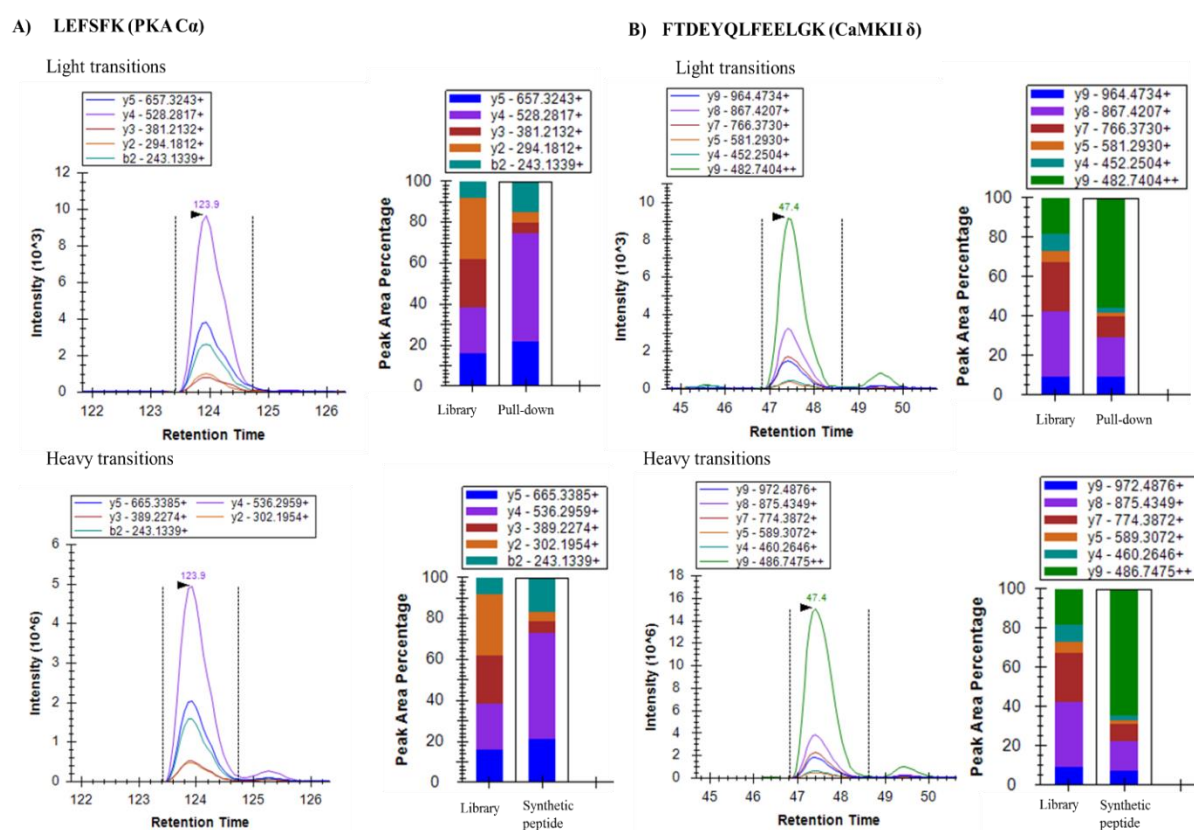 A) LEFSFK (PKA Cα)
Light transitions
y5 - 657.3243+
y4 - 528.2817+
y3 - 381.2132+
y2 - 294.1812+
b2 - 243.1339+
12
10
8
6
4
2
0
Intensity (10^3)
123.9
122 123 124 125 126
Retention Time
y5 - 657.3243+
y4 - 528.2817+
y3 - 381.2132+
y2 - 294.1812+
b2 - 243.1339+
100
80
60
40
20
0
Peak Area Percentage
Library Pull-down
Heavy transitions
y5 - 665.3385+ y4 - 536.2959+
y3 - 389.2274+ y2 - 302.1954+
b2 - 243.1339+
6
5
4
3
2
1
0
Intensity (10^6)
123.9
122 123 124 125 126
Retention Time
y5 - 665.3385+
y4 - 536.2959+
y3 - 389.2274+
y2 - 302.1954+
b2 - 243.1339+
100
80
60
40
20
0
Peak Area Percentage
Library Synthetic
peptide
B) FTDEYQLFEELGK (CaMKII δ)
Light transitions
y9 - 964.4734+
y8 - 867.4207+
y7 - 766.3730+
y5 - 581.2930+
y4 - 452.2504+
y9 - 482.7404++
10
8
6
4
2
0
Intensity (10^3)
47.4
45 46 47 48 49 50
Retention Time
y9 - 964.4734+
y8 - 867.4207+
y7 - 766.3730+
y5 - 581.2930+
y4 - 452.2504+
y9 - 482.7404++
100
80
60
40
20
0
Peak Area Percentage
Library Pull-down
Heavy transitions
y9 - 972.4876+
y8 - 875.4349+
y7 - 774.3872+
y5 - 589.3072+
y4 - 460.2646+
y9 - 486.7475++
18
16
14
12
10
8
6
4
2
0
Intensity (10^6)
47.4
45 46 47 48 49 50
Retention Time
y9 - 972.4876+
y8 - 875.4349+
y7 - 774.3872+
y5 - 589.3072+
y4 - 460.2646+
y9 - 486.7475++
100
80
60
40
20
0
Peak Area Percentage
Library Synthetic
peptide